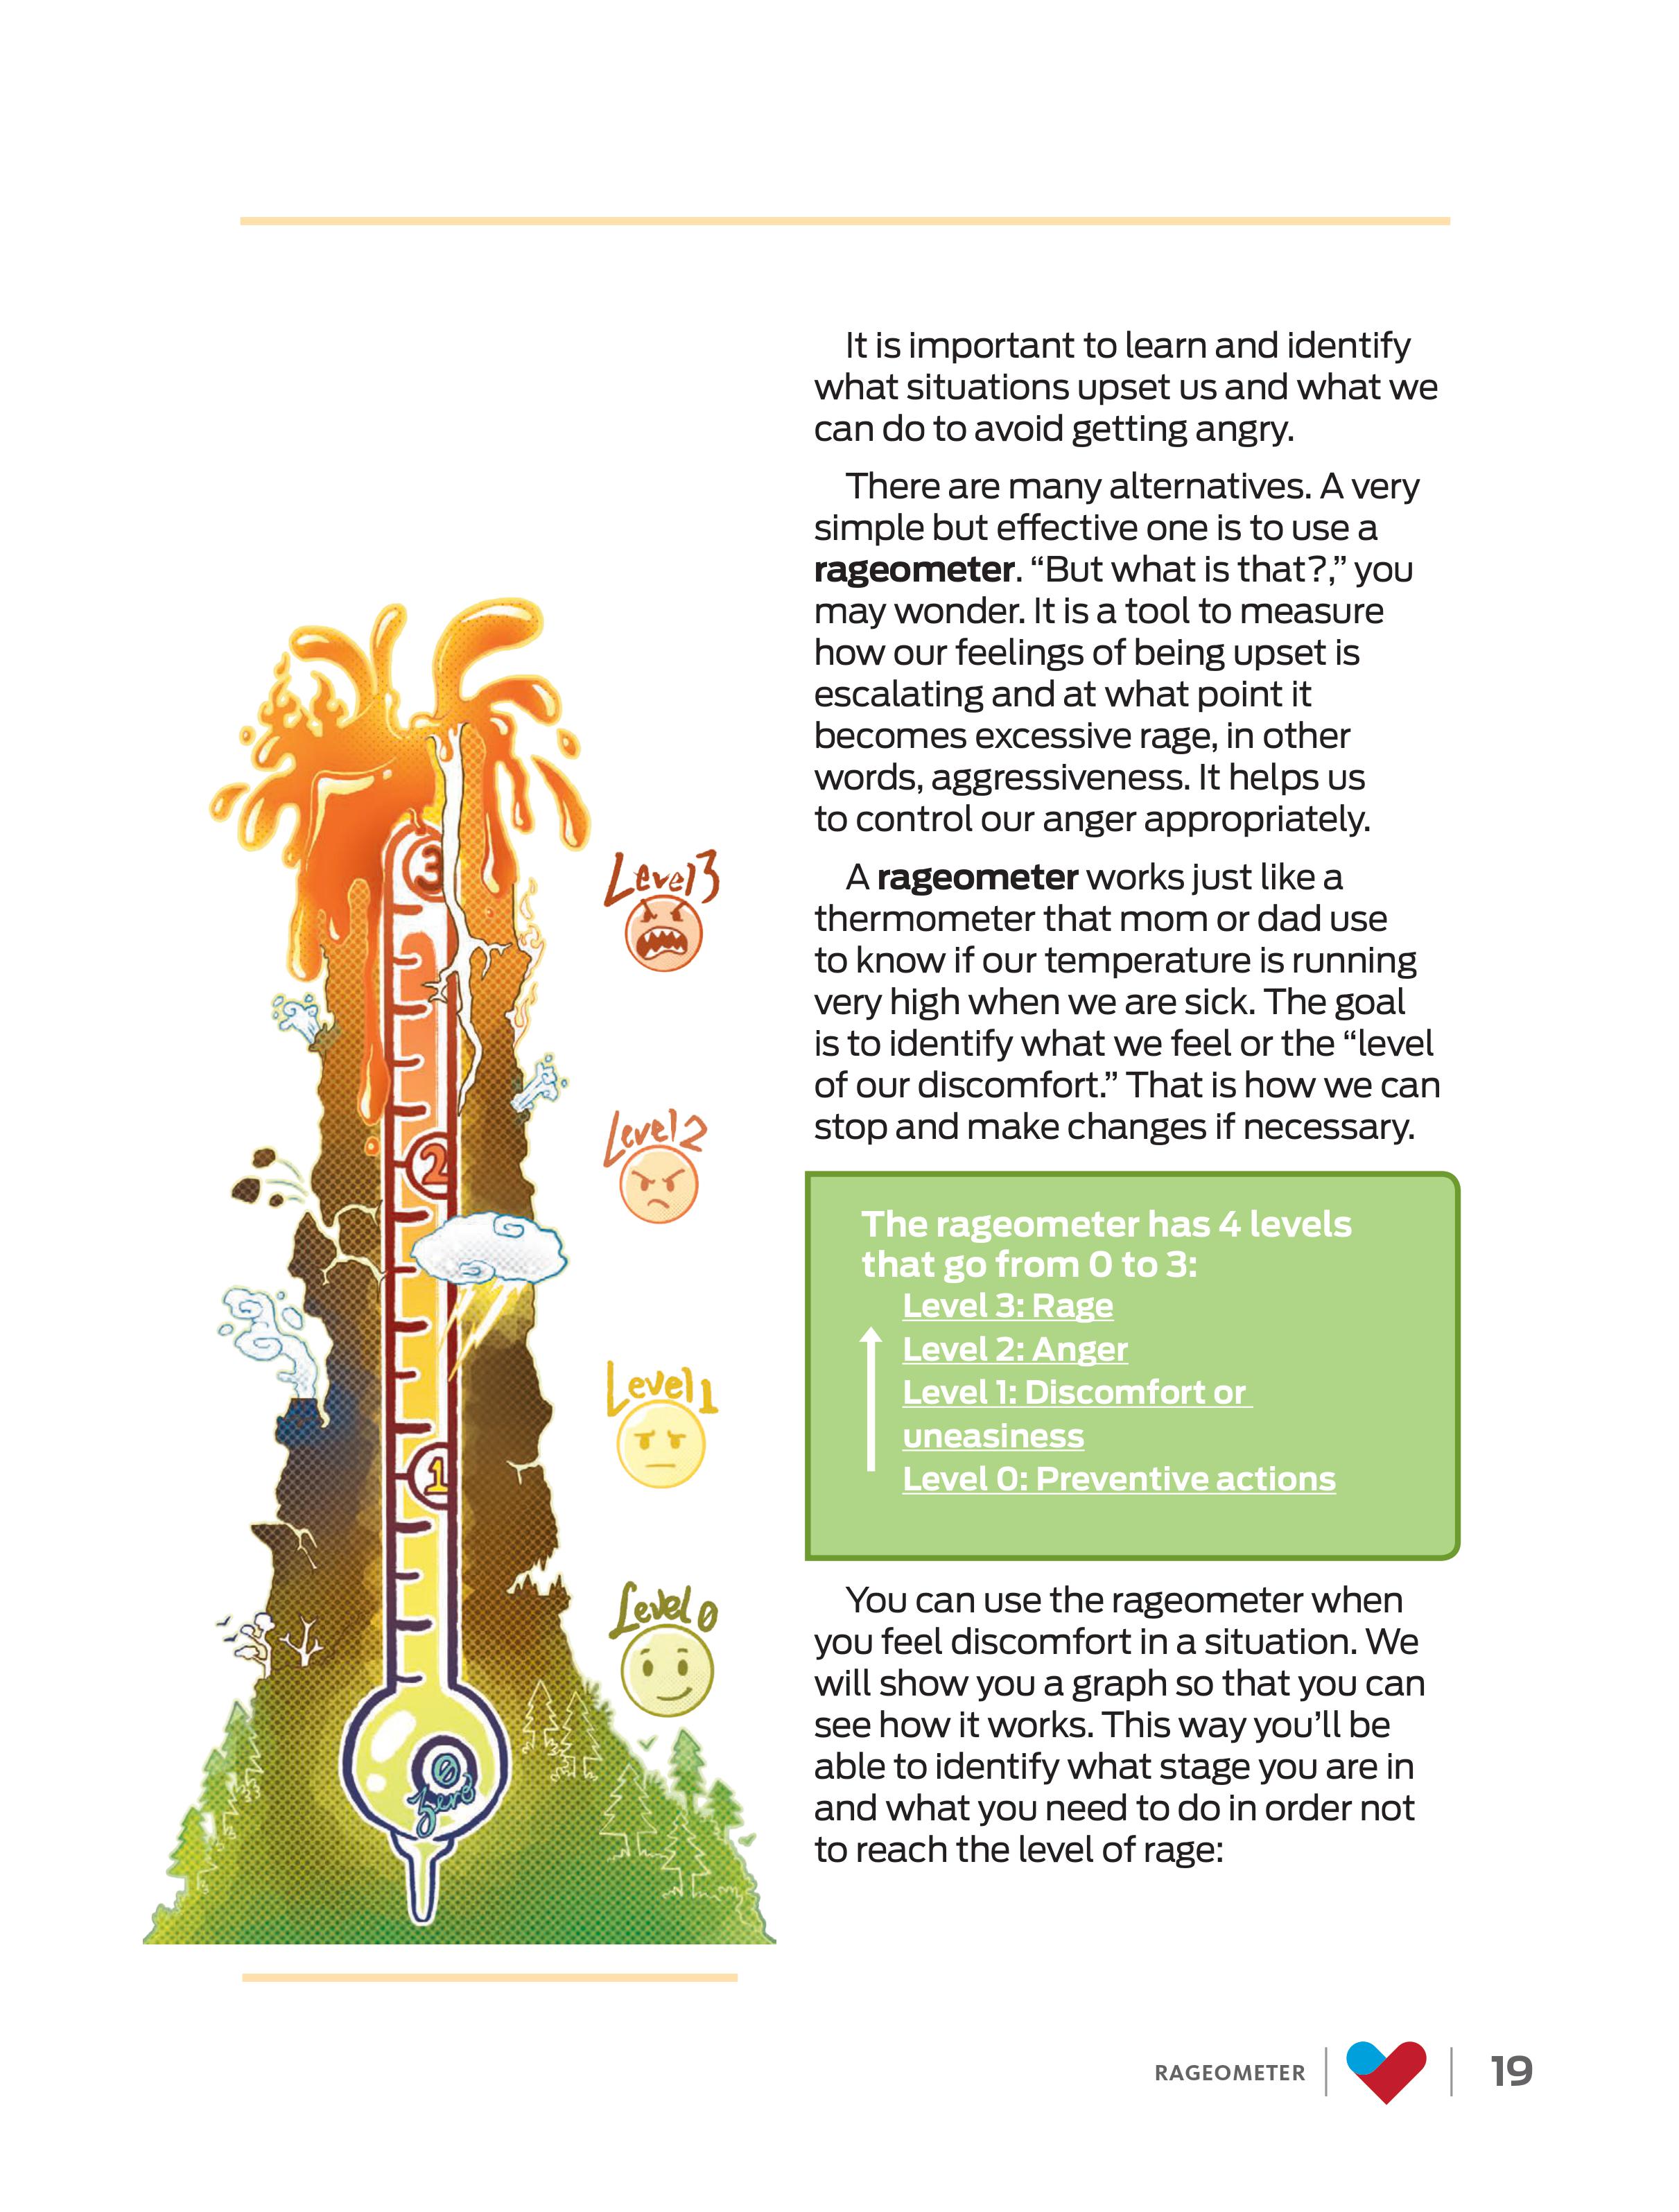 It is important to learn and identify
what situations upset us and what we
can do to avoid getting angry.
There are many alternatives. A very
simple but effective one is to use a
rageometer. “But what is that?,” you
may wonder. It is a tool to measure
how our feelings of being upset is
escalating and at what point it
becomes excessive rage, in other
words, aggressiveness. It helps us
to control our anger appropriately.
A rageometer works just like a
thermometer that mom or dad use
to know if our temperature is running
very high when we are sick. The goal
is to identify what we feel or the “level
of our discomfort.” That is how we can
stop and make changes if necessary.
The rageometer has 4 levels
that go from 0 to 3:
Level 3: Rage
Level 2: Anger
Level 1: Discomfort or
uneasiness
Level 0: Preventive actions
You can use the rageometer when
you feel discomfort in a situation. We
will show you a graph so that you can
see how it works. This way you’ll be
able to identify what stage you are in
and what you need to do in order not
to reach the level of rage:
3
Level 3
Level 2
2
Level 1
1
Level 0
0
zero
RAGEOMETER
19